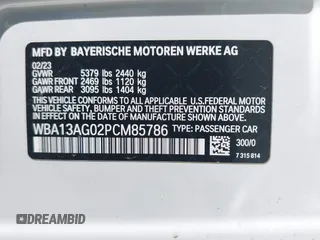 MFD BY BAYERISCHE MOTOREN WERKE AG
02/23
GVWR 5379 lbs 2440 kg
GAWR FRONT 2469 lbs 1120 kg
GAWR REAR 3095 lbs 1404 kg
THIS VEHICLE CONFORMS TO ALL APPLICABLE FEDERAL MOTOR VEHICLE SAFETY, BUMPER, AND THEFT PREVENTION STANDARDS IN EFFECT ON THE DATE OF MANUFACTURE SHOWN ABOVE.
WBA13AG02PCM85786 TYPE: PASSENGER CAR
300/0
7 315 814
DREAMBID